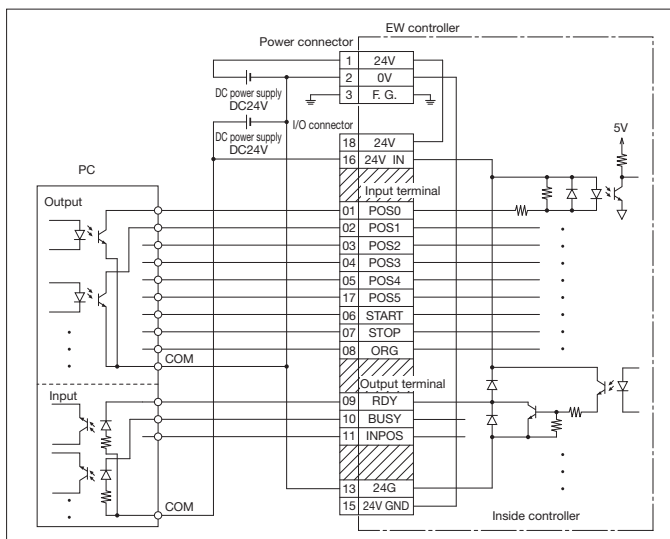 EW controller
Power connector
1 24V
2 0V
3 F. G.
DC power supply
DC24V
DC power supply
DC24V
I/O connector
18 24V
16 24V IN
5V
PC
Input terminal
Output
01 POS0
02 POS1
03 POS2
04 POS3
05 POS4
17 POS5
06 START
07 STOP
08 ORG
COM
Output terminal
Input
09 RDY
10 BUSY
11 INPOS
13 24G
15 24V GND
COM
Inside controller